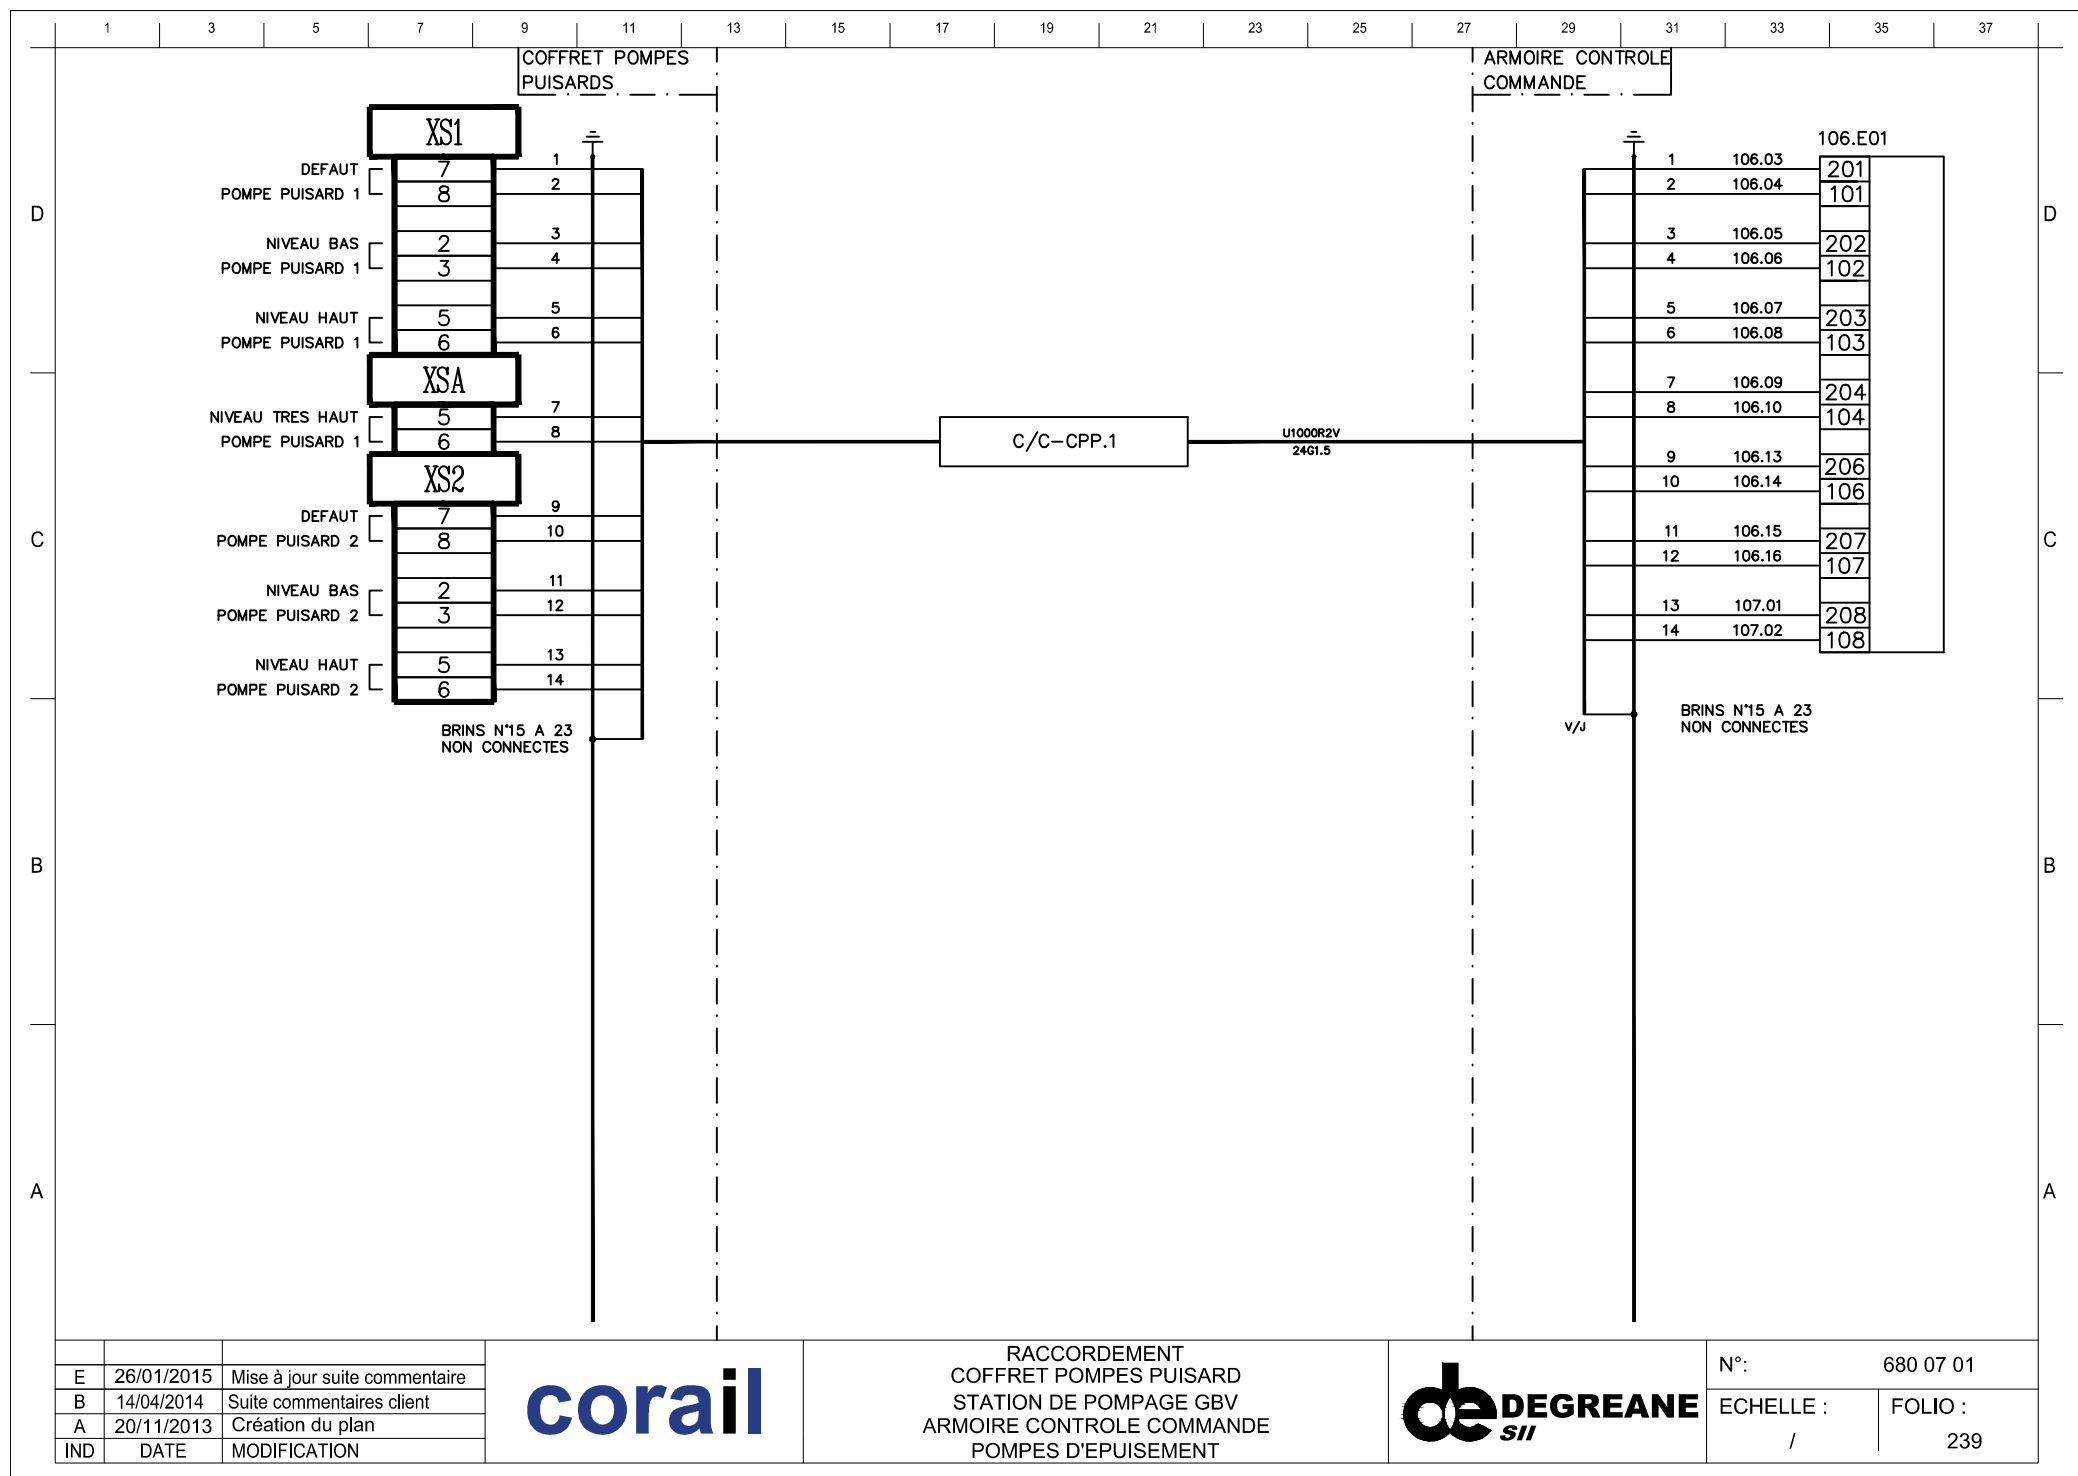 1 3 5 7 9 11 13 15 17 19 21 23 25 27 29 31 33 35 37
COFFRET POMPES
PUISARDS
ARMOIRE CONTROLE
COMMANDE
XS1
106.E01
DEFAUT 7 1
POMPE PUISARD 1 8 2
NIVEAU BAS 2 3
POMPE PUISARD 1 3 4
NIVEAU HAUT 5 5
POMPE PUISARD 1 6 6
XSA
NIVEAU TRES HAUT 5 7
POMPE PUISARD 1 6 8
XS2
DEFAUT 7 9
POMPE PUISARD 2 8 10
NIVEAU BAS 2 11
POMPE PUISARD 2 3 12
NIVEAU HAUT 5 13
POMPE PUISARD 2 6 14
BRINS N°15 A 23
NON CONNECTES
C/C-CPP.1
U1000R2V
24G1.5
1 106.03 201
2 106.04 101
3 106.05 202
4 106.06 102
5 106.07 203
6 106.08 103
7 106.09 204
8 106.10 104
9 106.13 206
10 106.14 106
11 106.15 207
12 106.16 107
13 107.01 208
14 107.02 108
V/J
BRINS N°15 A 23
NON CONNECTES
D D
C C
B B
A A
E 26/01/2015 Mise à jour suite commentaire
B 14/04/2014 Suite commentaires client
A 20/11/2013 Création du plan
IND DATE MODIFICATION
corail
RACCORDEMENT
COFFRET POMPES PUISARD
STATION DE POMPAGE GBV
ARMOIRE CONTROLE COMMANDE
POMPES D'EPUISEMENT
de DEGREANE
SII
N°: 680 07 01
ECHELLE : FOLIO :
/ 239